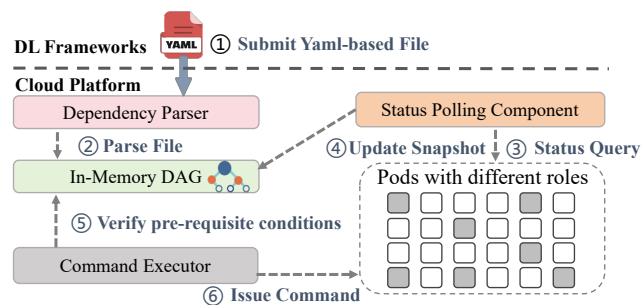 YAML
DL Frameworks
① Submit Yaml-based File
Cloud Platform
Dependency Parser
Status Polling Component
② Parse File
④ Update Snapshot
③ Status Query
In-Memory DAG
Pods with different roles
⑤ Verify pre-requisite conditions
Command Executor
⑥ Issue Command